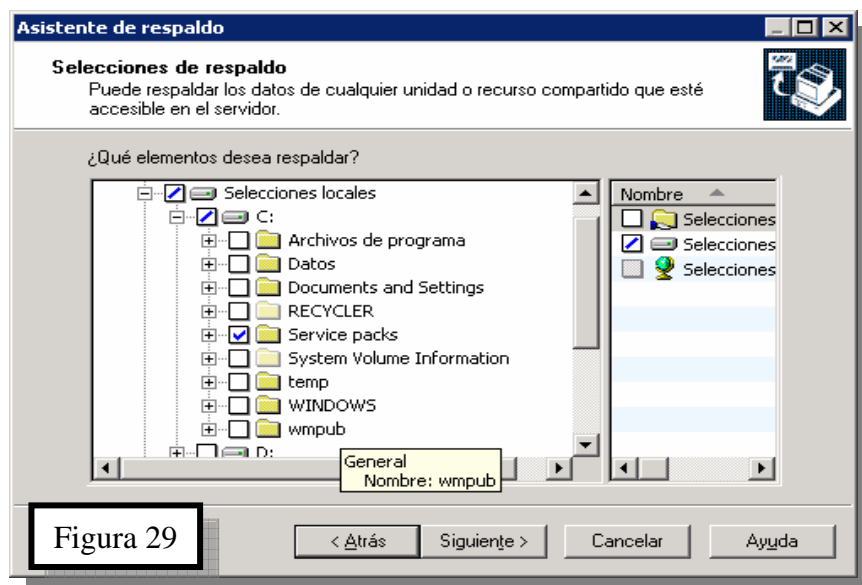 Asistente de respaldo
Selecciones de respaldo
Puede respaldar los datos de cualquier unidad o recurso compartido que esté
accesible en el servidor.
¿Qué elementos desea respaldar?
Selecciones locales
C:
Archivos de programa
Datos
Documents and Settings
RECYCLER
Service packs
System Volume Information
temp
WINDOWS
wmpub
D:
General
Nombre: wmpub
Nombre
Selecciones
Selecciones
Selecciones
Figura 29
< Atrás
Siguiente >
Cancelar
Ayuda